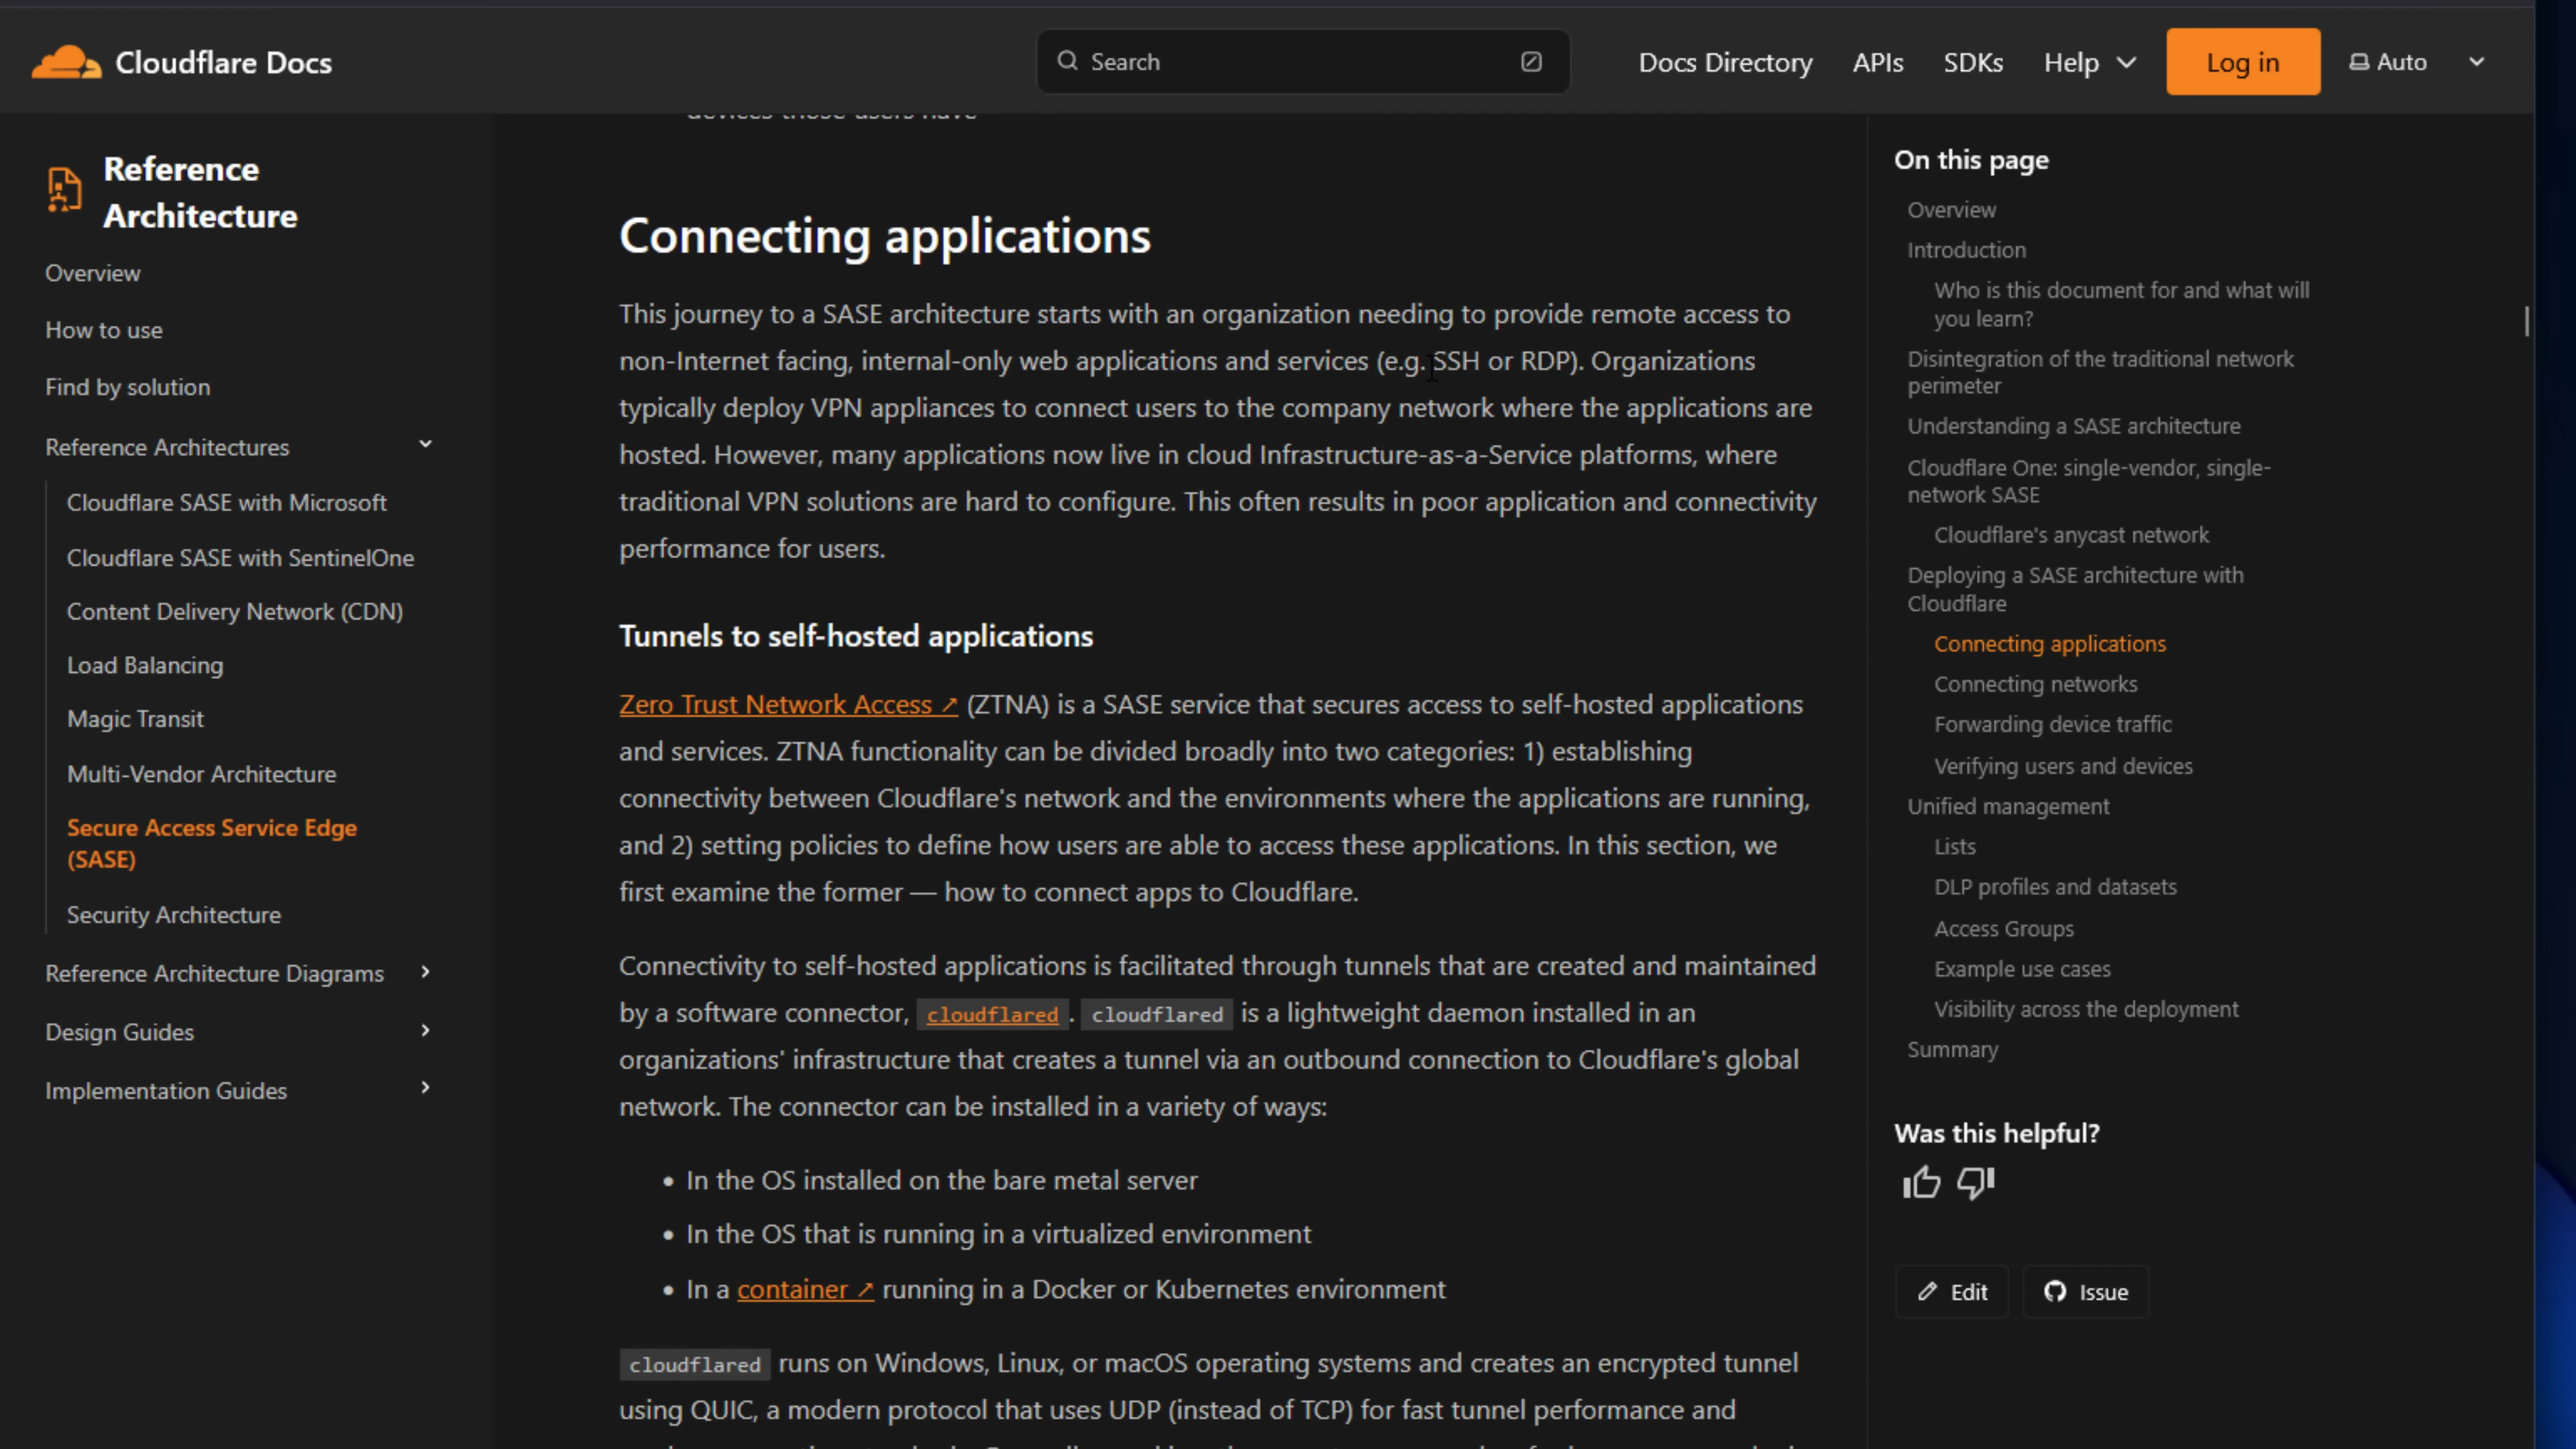 Cloudflare Docs
Search
Docs Directory
APIs
SDKs
Help
Log in
Auto
Reference
Architecture
Overview
How to use
Find by solution
Reference Architectures
Cloudflare SASE with Microsoft
Cloudflare SASE with SentinelOne
Content Delivery Network (CDN)
Load Balancing
Magic Transit
Multi-Vendor Architecture
Secure Access Service Edge
(SASE)
Security Architecture
Reference Architecture Diagrams
Design Guides
Implementation Guides
devices those users have
Connecting applications
This journey to a SASE architecture starts with an organization needing to provide remote access to
non-Internet facing, internal-only web applications and services (e.g. SSH or RDP). Organizations
typically deploy VPN appliances to connect users to the company network where the applications are
hosted. However, many applications now live in cloud Infrastructure-as-a-Service platforms, where
traditional VPN solutions are hard to configure. This often results in poor application and connectivity
performance for users.
Tunnels to self-hosted applications
Zero Trust Network Access ↗ (ZTNA) is a SASE service that secures access to self-hosted applications
and services. ZTNA functionality can be divided broadly into two categories: 1) establishing
connectivity between Cloudflare's network and the environments where the applications are running,
and 2) setting policies to define how users are able to access these applications. In this section, we
first examine the former — how to connect apps to Cloudflare.
Connectivity to self-hosted applications is facilitated through tunnels that are created and maintained
by a software connector, cloudflared. cloudflared is a lightweight daemon installed in an
organizations' infrastructure that creates a tunnel via an outbound connection to Cloudflare's global
network. The connector can be installed in a variety of ways:
• In the OS installed on the bare metal server
• In the OS that is running in a virtualized environment
• In a container ↗ running in a Docker or Kubernetes environment
cloudflared runs on Windows, Linux, or macOS operating systems and creates an encrypted tunnel
using QUIC, a modern protocol that uses UDP (instead of TCP) for fast tunnel performance and
On this page
Overview
Introduction
Who is this document for and what will
you learn?
Disintegration of the traditional network
perimeter
Understanding a SASE architecture
Cloudflare One: single-vendor, single-
network SASE
Cloudflare's anycast network
Deploying a SASE architecture with
Cloudflare
Connecting applications
Connecting networks
Forwarding device traffic
Verifying users and devices
Unified management
Lists
DLP profiles and datasets
Access Groups
Example use cases
Visibility across the deployment
Summary
Was this helpful?
Edit
Issue